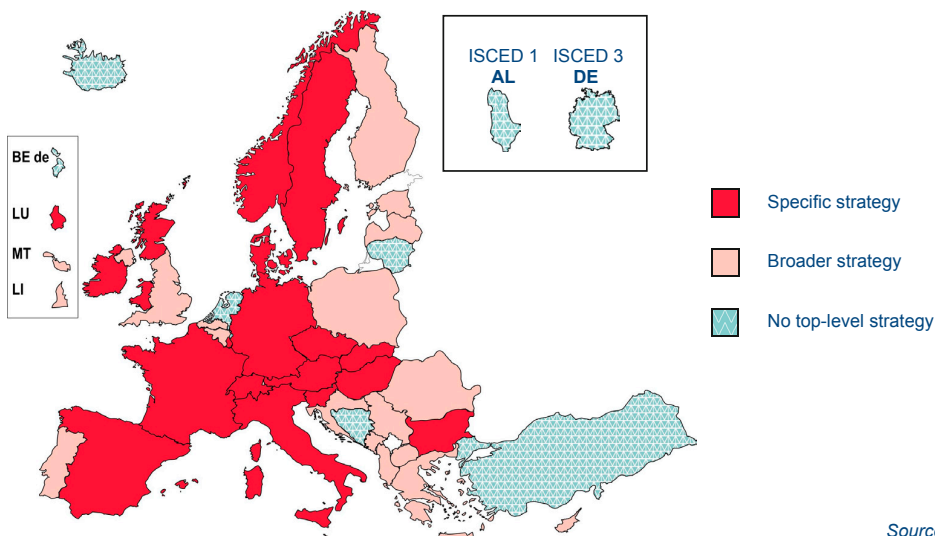 ISCED 1 ISCED 3
AL DE
BE de
LU
MT
LI
Specific strategy
Broader strategy
No top-level strategy
Source